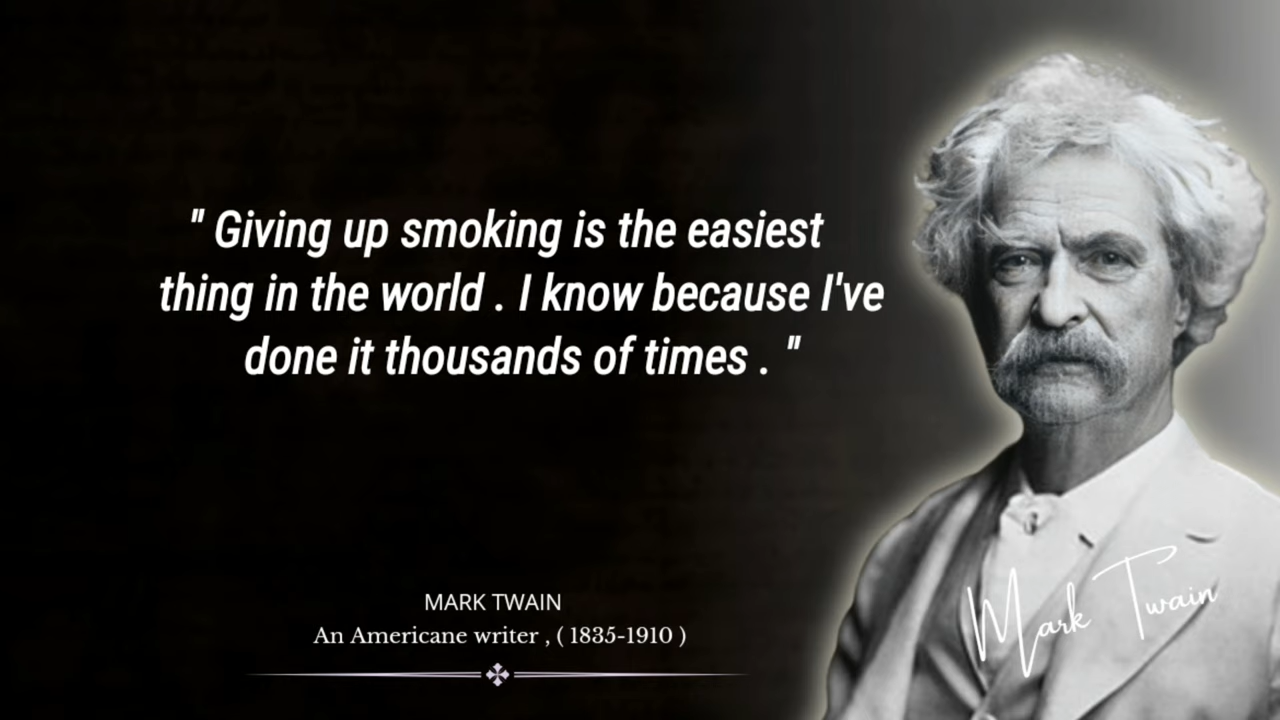 " Giving up smoking is the easiest
thing in the world . I know because I've
done it thousands of times . "
MARK TWAIN
An Americane writer , ( 1835-1910 )
Mark Twain